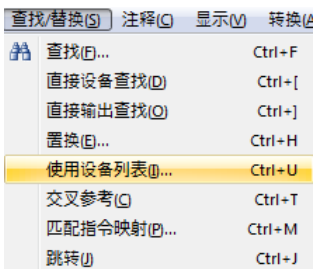 查找/替换(S) 注释(C) 显示(V) 转换(A
查找(F)... Ctrl+F
直接设备查找(D) Ctrl+[
直接输出查找(O) Ctrl+]
置换(E)... Ctrl+H
使用设备列表(I)... Ctrl+U
交叉参考(C) Ctrl+T
匹配指令映射(P)... Ctrl+M
跳转(J) Ctrl+J